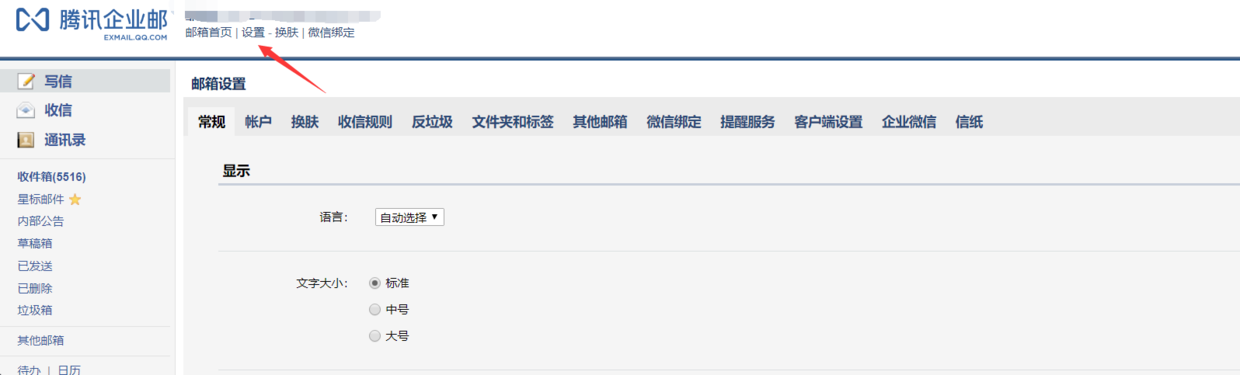 腾讯企业邮
EXMAIL.QQ.COM
邮箱首页 | 设置 - 换肤 | 微信绑定
写信
收信
通讯录
收件箱(5516)
星标邮件
内部公告
草稿箱
已发送
已删除
垃圾箱
其他邮箱
待办 | 日历
邮箱设置
常规 帐户 换肤 收信规则 反垃圾 文件夹和标签 其他邮箱 微信绑定 提醒服务 客户端设置 企业微信 信纸
显示
语言: 自动选择
文字大小: 标准
中号
大号